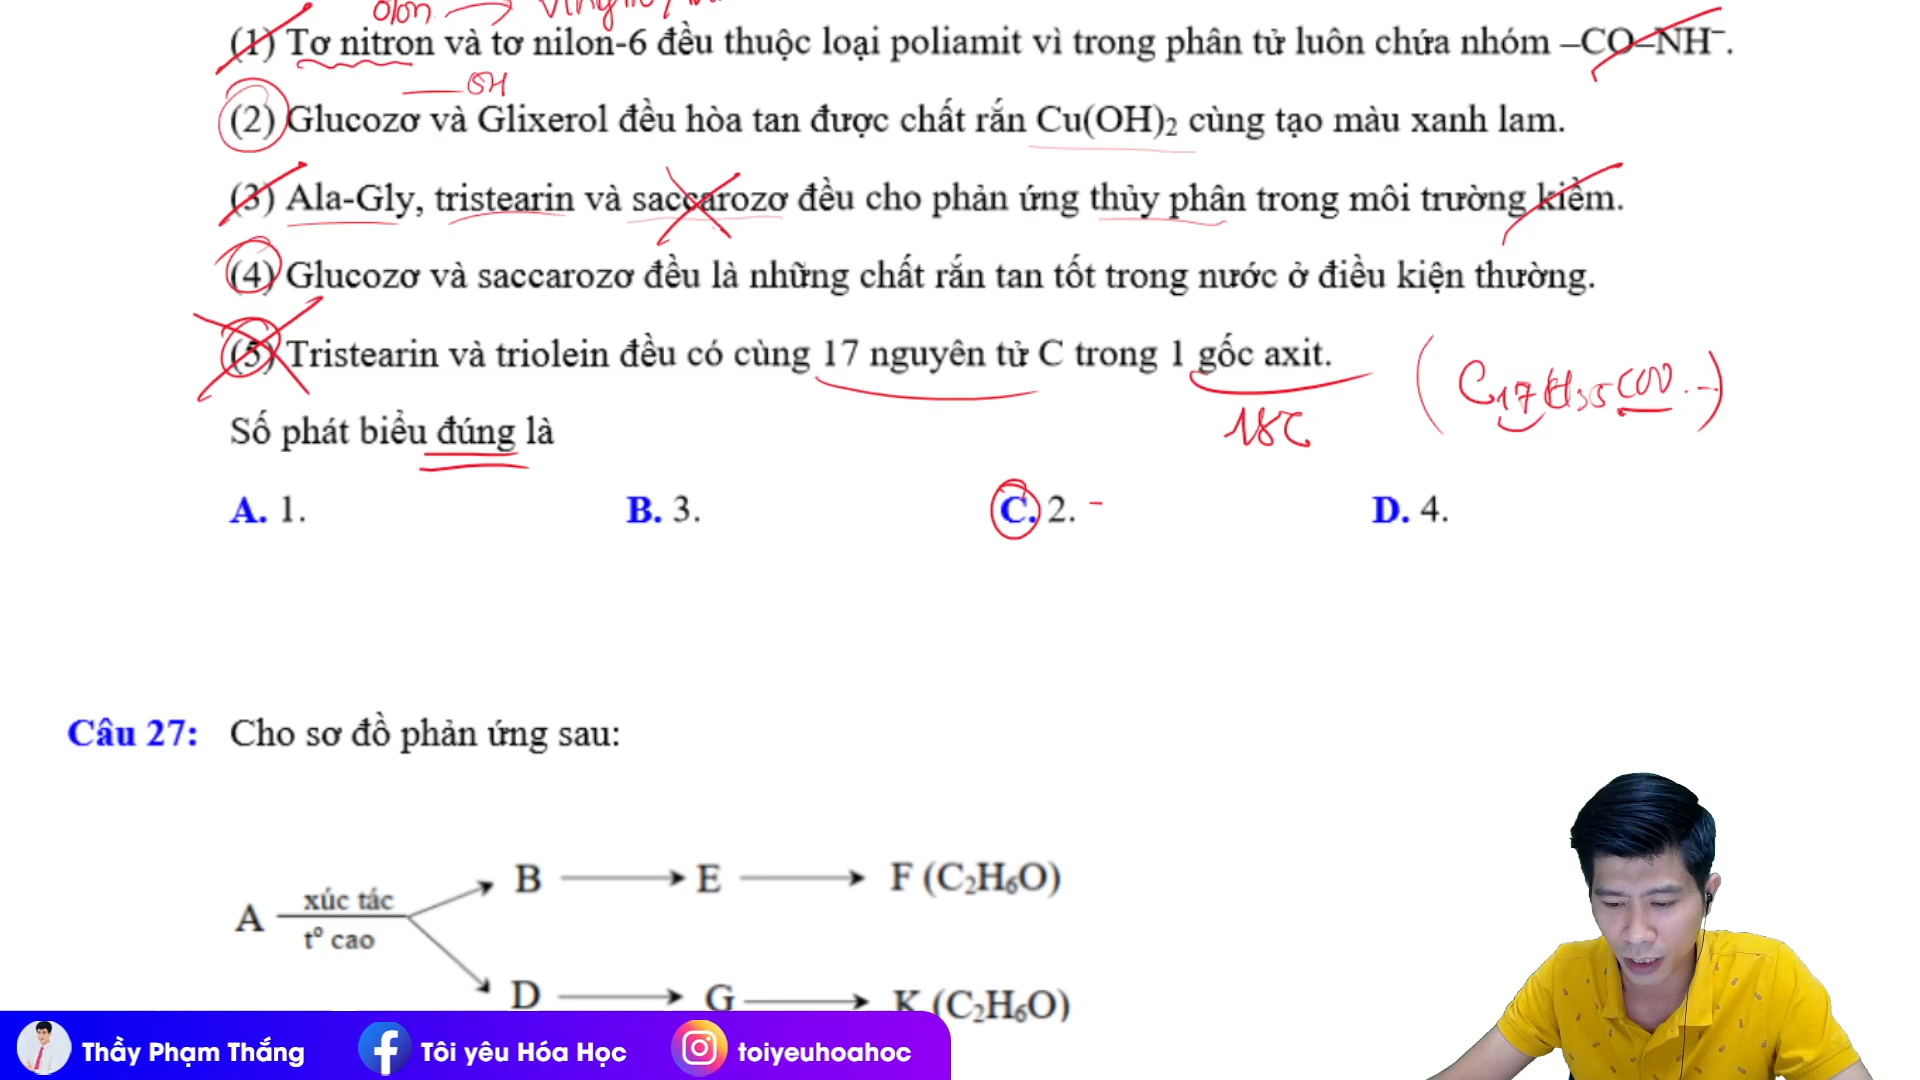 olon
(1) Tơ nitron và tơ nilon-6 đều thuộc loại poliamit vì trong phân tử luôn chứa nhóm –CO–NH⁻.
OH
(2) Glucozơ và Glixerol đều hòa tan được chất rắn Cu(OH)₂ cùng tạo màu xanh lam.
(3) Ala-Gly, tristearin và saccarozơ đều cho phản ứng thủy phân trong môi trường kiềm.
(4) Glucozơ và saccarozơ đều là những chất rắn tan tốt trong nước ở điều kiện thường.
(5) Tristearin và triolein đều có cùng 17 nguyên tử C trong 1 gốc axit.
18C
(C₁₇H₃₅COO...)
Số phát biểu đúng là
A. 1. B. 3. C. 2. D. 4.
Câu 27: Cho sơ đồ phản ứng sau:
B E F (C₂H₆O)
A xúc tác
t° cao
D G K (C₂H₆O)
Thầy Phạm Thắng Tôi yêu Hóa Học toiyeuhoahoc